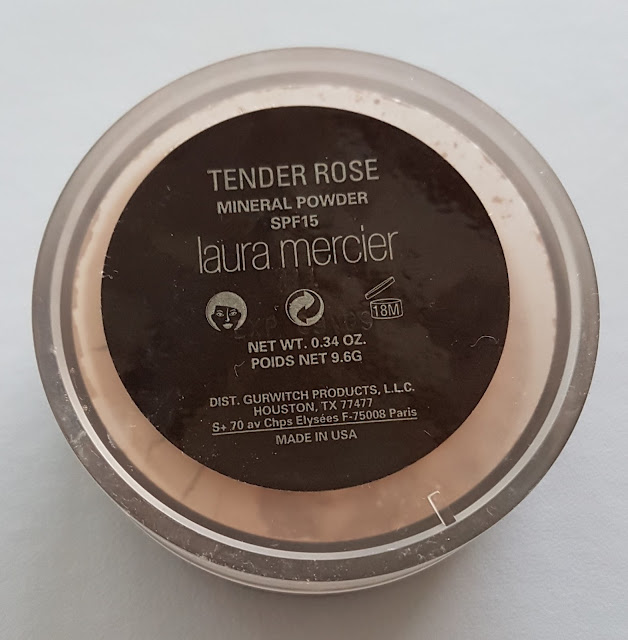 TENDER ROSE
MINERAL POWDER
SPF15
laura mercier
18M
NET WT. 0.34 OZ.
POIDS NET 9.6G
DIST. GURWITCH PRODUCTS, L.L.C.
HOUSTON, TX 77477
S+ 70 av Chps Elysées F-75008 Paris
MADE IN USA